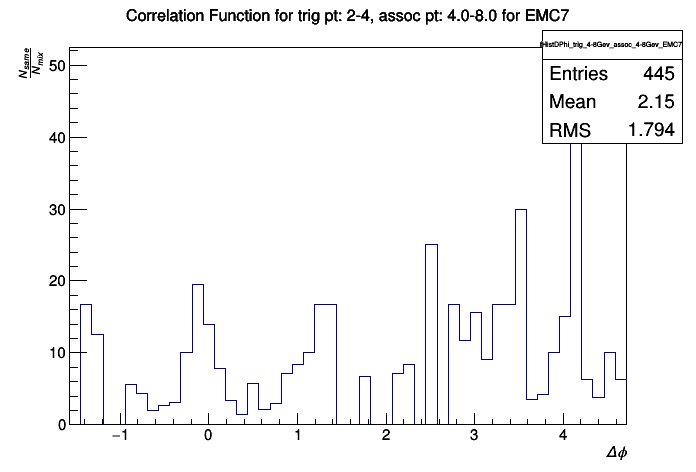 Correlation Function for trig pt: 2-4, assoc pt: 4.0-8.0 for EMC7
fHistDPhi_trig_4-8Gev_assoc_4-8Gev_EMC7
Entries 445
Mean 2.15
RMS 1.794
N_same
N_mix
50
40
30
20
10
0
−1 0 1 2 3 4
Δϕ